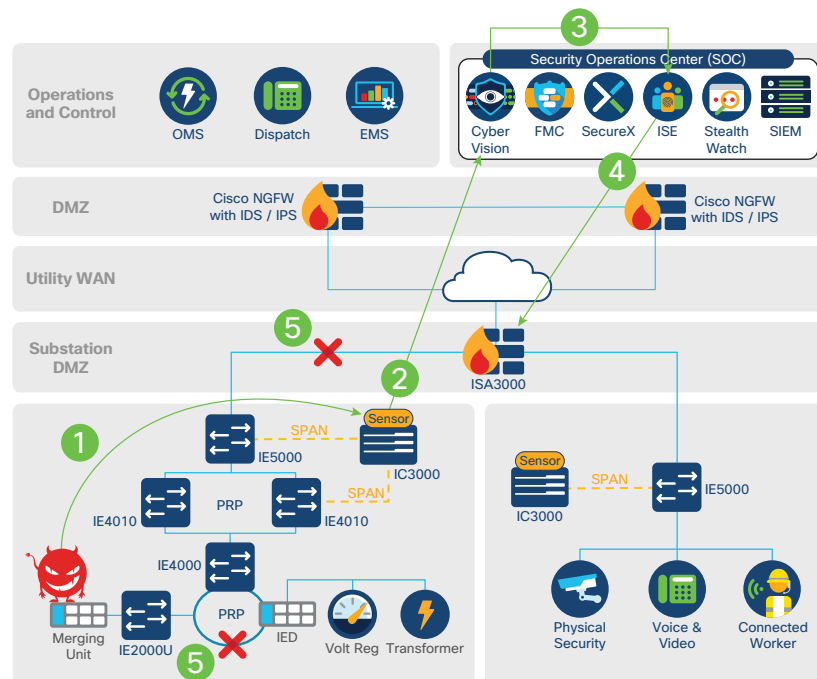 3
Security Operations Center (SOC)
Operations
and Control
OMS
Dispatch
EMS
Cyber
Vision
FMC
SecureX
ISE
Stealth
Watch
SIEM
4
DMZ
Cisco NGFW
with IDS / IPS
Cisco NGFW
with IDS / IPS
Utility WAN
Substation
DMZ
5
ISA3000
2
1
Sensor
SPAN
IE5000
IC3000
SPAN
IE4010
PRP
IE4010
IE4000
PRP
Merging
Unit
IE2000U
5
IED
Volt Reg
Transformer
Sensor
SPAN
IC3000
IE5000
Physical
Security
Voice &
Video
Connected
Worker